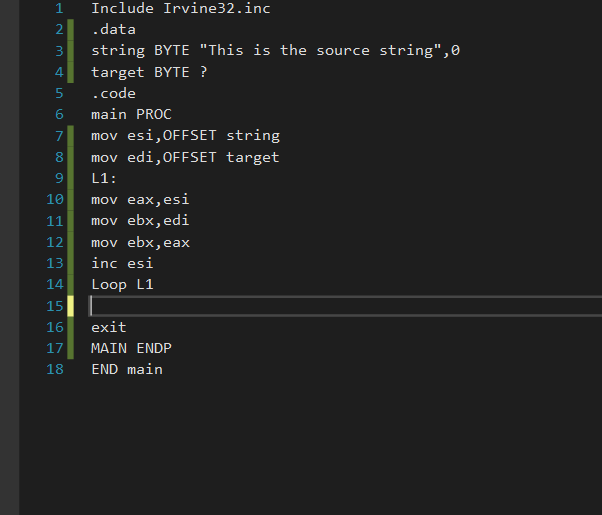 1 Include Irvine32.inc
2 .data
3 string BYTE "This is the source string",0
4 target BYTE ?
5 .code
6 main PROC
7 mov esi,OFFSET string
8 mov edi,OFFSET target
9 L1:
10 mov eax,esi
11 mov ebx,edi
12 mov ebx,eax
13 inc esi
14 Loop L1
15
16 exit
17 MAIN ENDP
18 END main